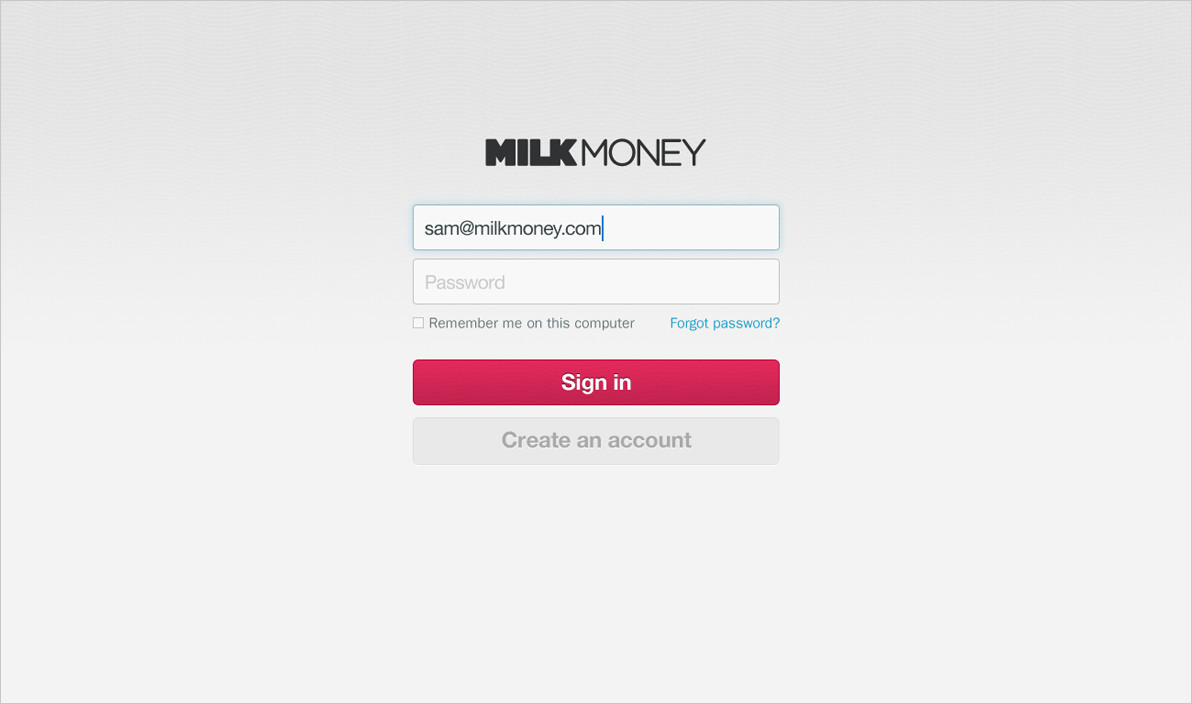 MILKMONEY
sam@milkmoney.com
Password
Remember me on this computer Forgot password?
Sign in
Create an account